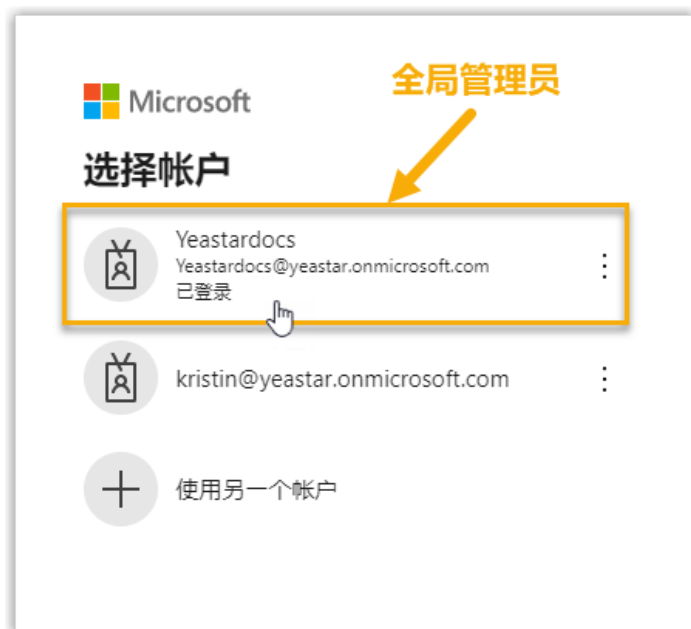 全局管理员
Microsoft
选择帐户
Yeastardocs
Yeastardocs@yeastar.onmicrosoft.com
已登录
kristin@yeastar.onmicrosoft.com
使用另一个帐户